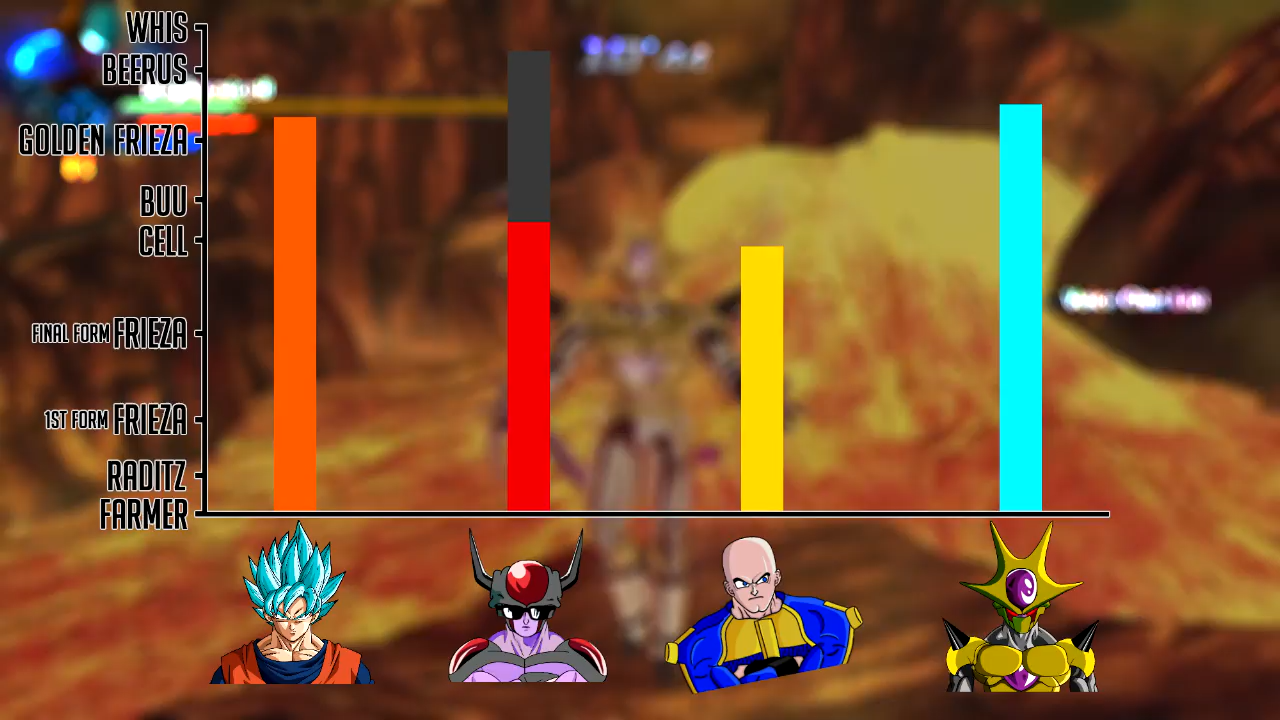 WHIS
BEERUS
GOLDEN FRIEZA
BUU
CELL
FINAL FORM FRIEZA
1ST FORM FRIEZA
RADITZ
FARMER